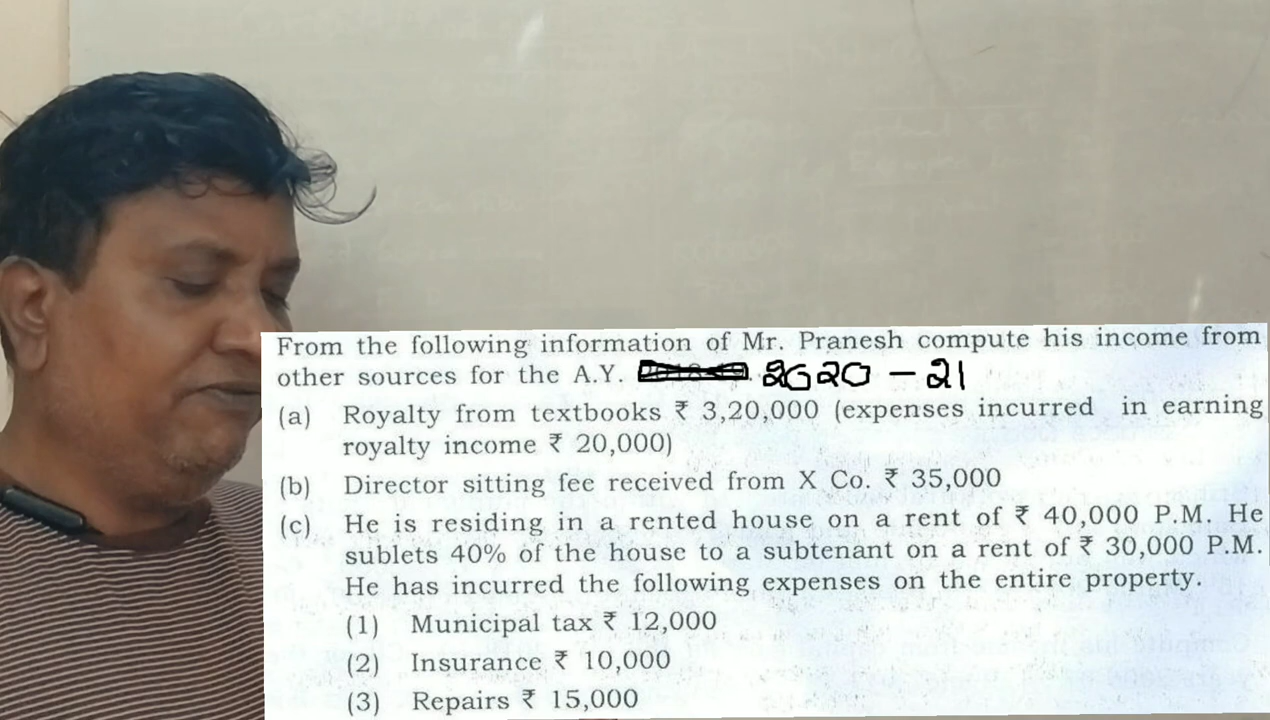 From the following information of Mr. Pranesh compute his income from
other sources for the A.Y. 2020 - 21
(a) Royalty from textbooks ₹ 3,20,000 (expenses incurred in earning
royalty income ₹ 20,000)
(b) Director sitting fee received from X Co. ₹ 35,000
(c) He is residing in a rented house on a rent of ₹ 40,000 P.M. He
sublets 40% of the house to a subtenant on a rent of ₹ 30,000 P.M.
He has incurred the following expenses on the entire property.
(1) Municipal tax ₹ 12,000
(2) Insurance ₹ 10,000
(3) Repairs ₹ 15,000